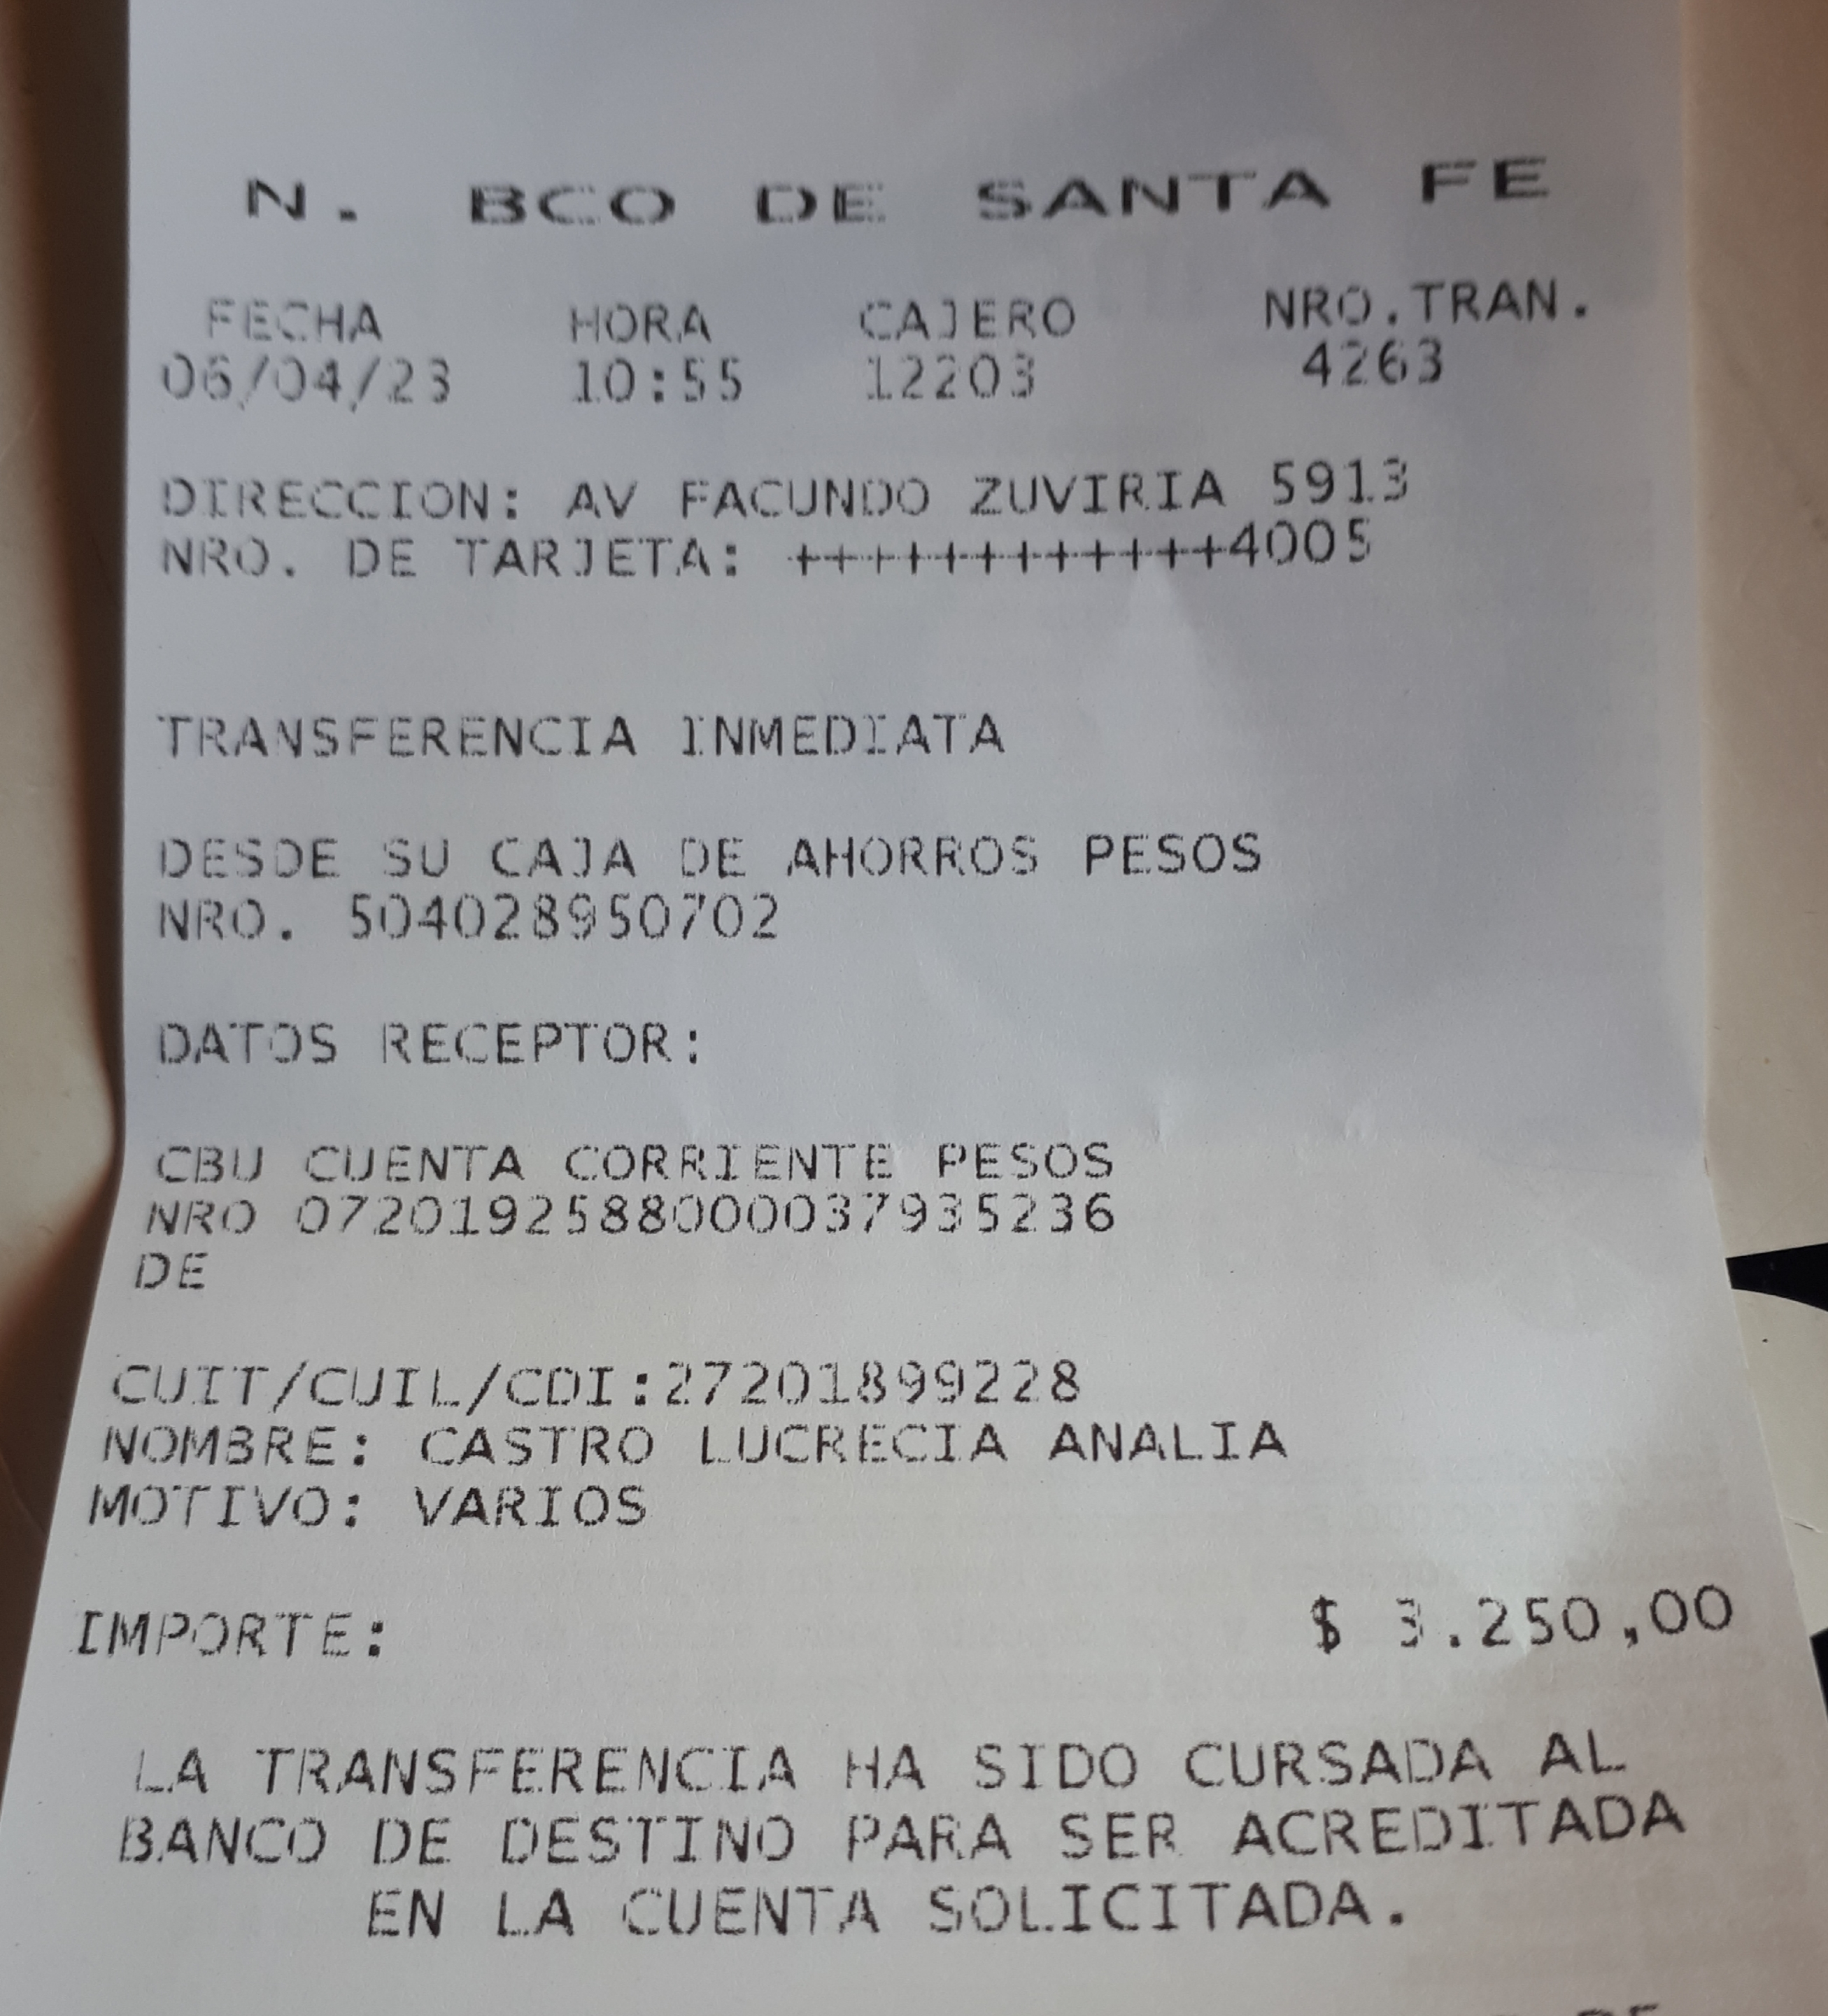 N. BCO DE SANTA FE
FECHA HORA CAJERO NRO.TRAN.
06/04/23 10:55 12203 4263
DIRECCION: AV FACUNDO ZUVIRIA 5913
NRO. DE TARJETA: ++++++++++++4005
TRANSFERENCIA INMEDIATA
DESDE SU CAJA DE AHORROS PESOS
NRO. 504028950702
DATOS RECEPTOR:
CBU CUENTA CORRIENTE PESOS
NRO 0720192588000037935236
DE
CUIT/CUIL/CDI:27201899228
NOMBRE: CASTRO LUCRECIA ANALIA
MOTIVO: VARIOS
IMPORTE: $ 3.250,00
LA TRANSFERENCIA HA SIDO CURSADA AL
BANCO DE DESTINO PARA SER ACREDITADA
EN LA CUENTA SOLICITADA.